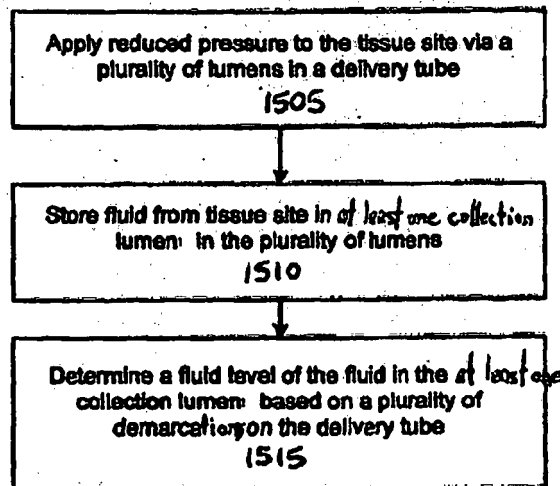 Apply reduced pressure to the tissue site via a
plurality of lumens in a delivery tube
1505
Store fluid from tissue site in at least one collection
lumen in the plurality of lumens
1510
Determine a fluid level of the fluid in the at least one
collection lumen based on a plurality of
demarcations on the delivery tube
1515